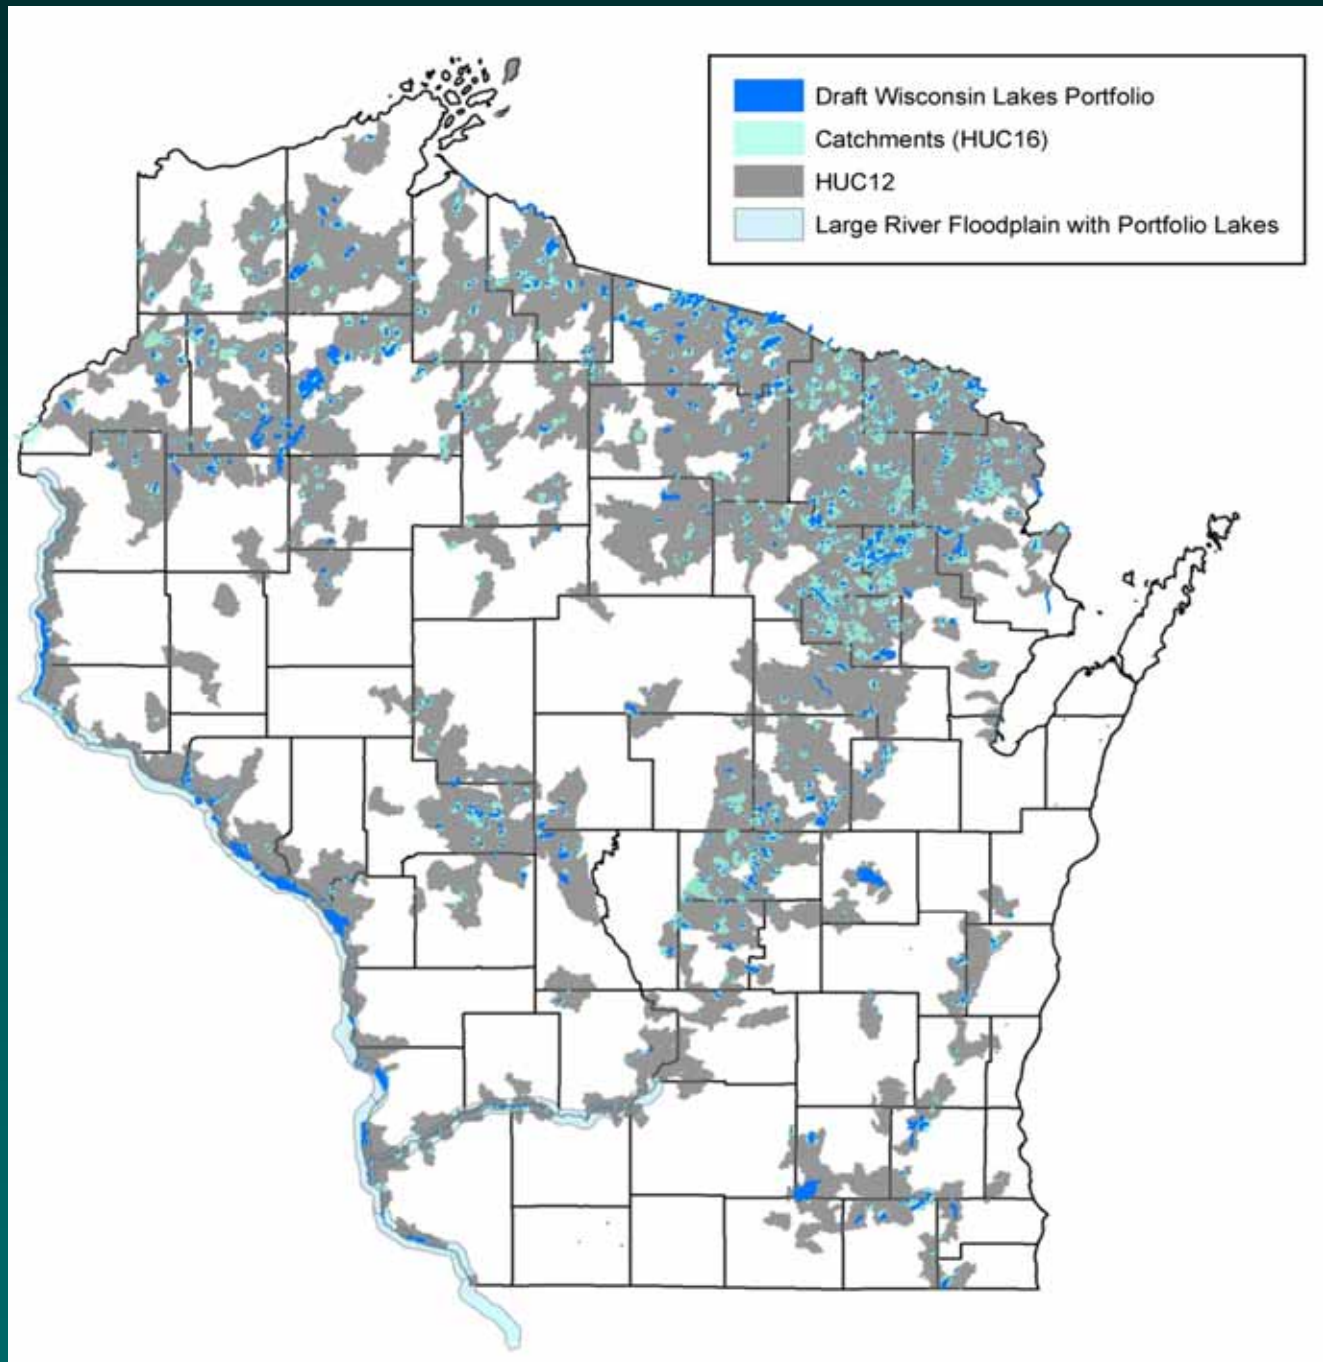 Draft Wisconsin Lakes Portfolio
Catchments (HUC16)
HUC12
Large River Floodplain with Portfolio Lakes